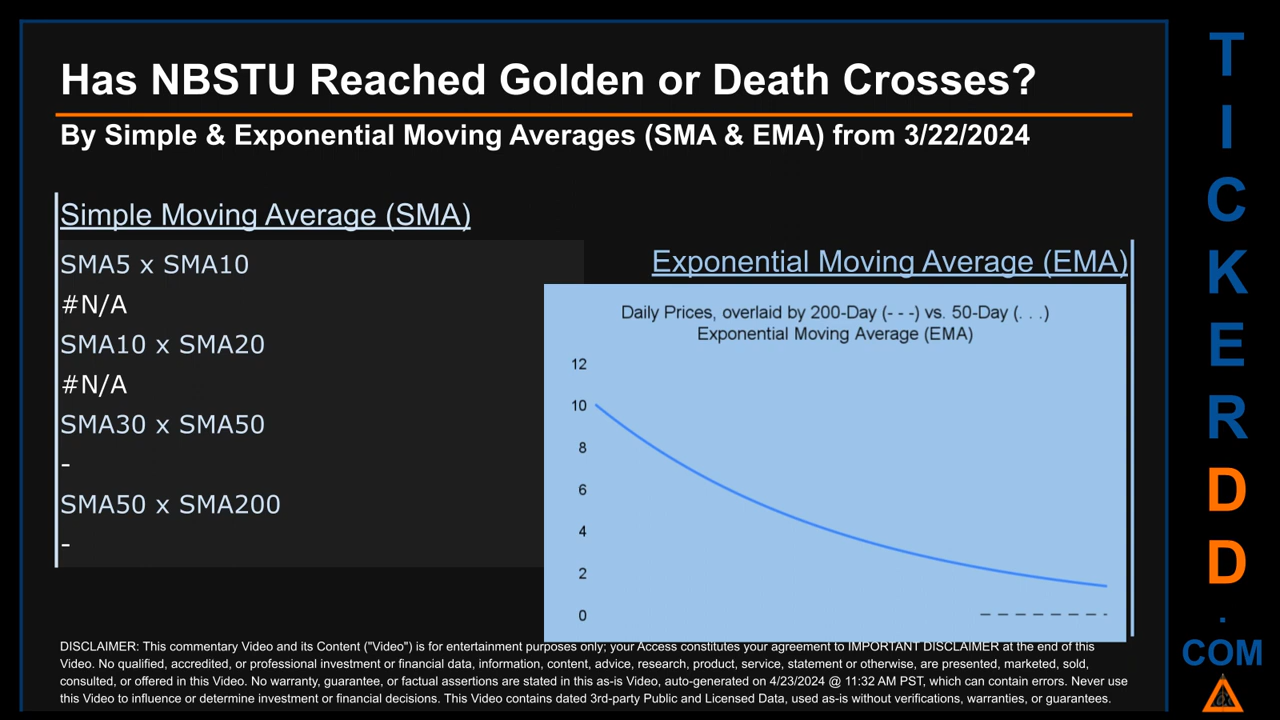 Has NBSTU Reached Golden or Death Crosses?
By Simple & Exponential Moving Averages (SMA & EMA) from 3/22/2024
Simple Moving Average (SMA)
SMA5 x SMA10
#N/A
SMA10 x SMA20
#N/A
SMA30 x SMA50
-
SMA50 x SMA200
-
Exponential Moving Average (EMA)
Daily Prices, overlaid by 200-Day (- - -) vs. 50-Day (. . .)
Exponential Moving Average (EMA)
12
10
8
6
4
2
0
DISCLAIMER: This commentary Video and its Content ("Video") is for entertainment purposes only; your Access constitutes your agreement to IMPORTANT DISCLAIMER at the end of this
Video. No qualified, accredited, or professional investment or financial data, information, content, advice, research, product, service, statement or otherwise, are presented, marketed, sold,
consulted, or offered in this Video. No warranty, guarantee, or factual assertions are stated in this as-is Video, auto-generated on 4/23/2024 @ 11:32 AM PST, which can contain errors. Never use
this Video to influence or determine investment or financial decisions. This Video contains dated 3rd-party Public and Licensed Data, used as-is without verifications, warranties, or guarantees.
T
I
C
K
E
R
D
D
.
COM